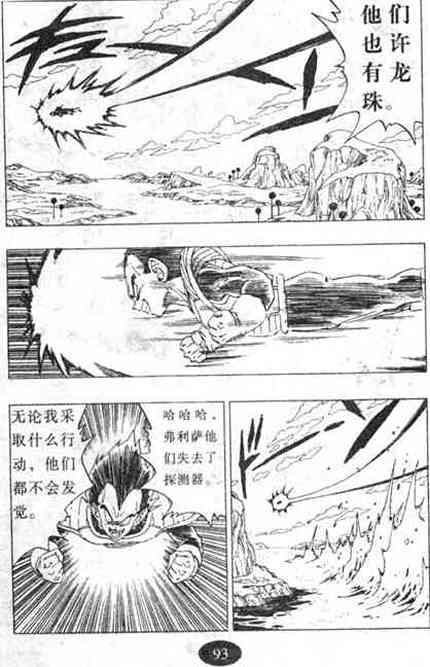 他们
也许
有龙
珠。
哈哈哈，
弗利萨他
们失去了
探测器。
无论我采
取什么行
动，他们
都不会发
觉。
93